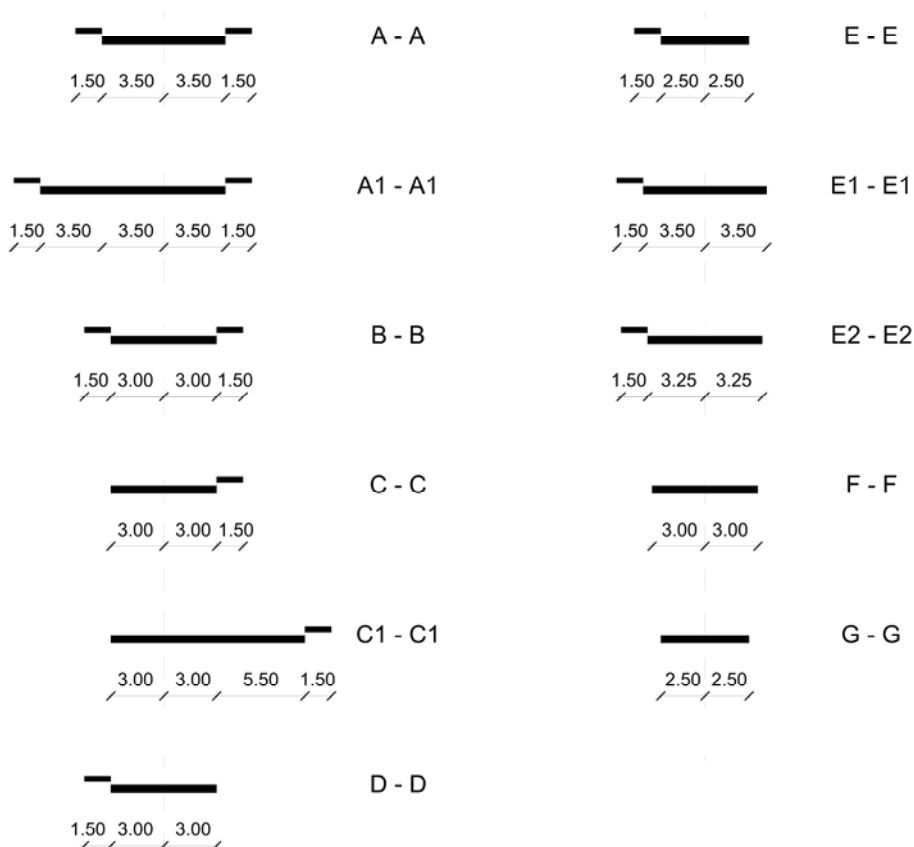 A - A
1.50 3.50 3.50 1.50
A1 - A1
1.50 3.50 3.50 3.50 1.50
B - B
1.50 3.00 3.00 1.50
C - C
3.00 3.00 1.50
C1 - C1
3.00 3.00 5.50 1.50
D - D
1.50 3.00 3.00
E - E
1.50 2.50 2.50
E1 - E1
1.50 3.50 3.50
E2 - E2
1.50 3.25 3.25
F - F
3.00 3.00
G - G
2.50 2.50